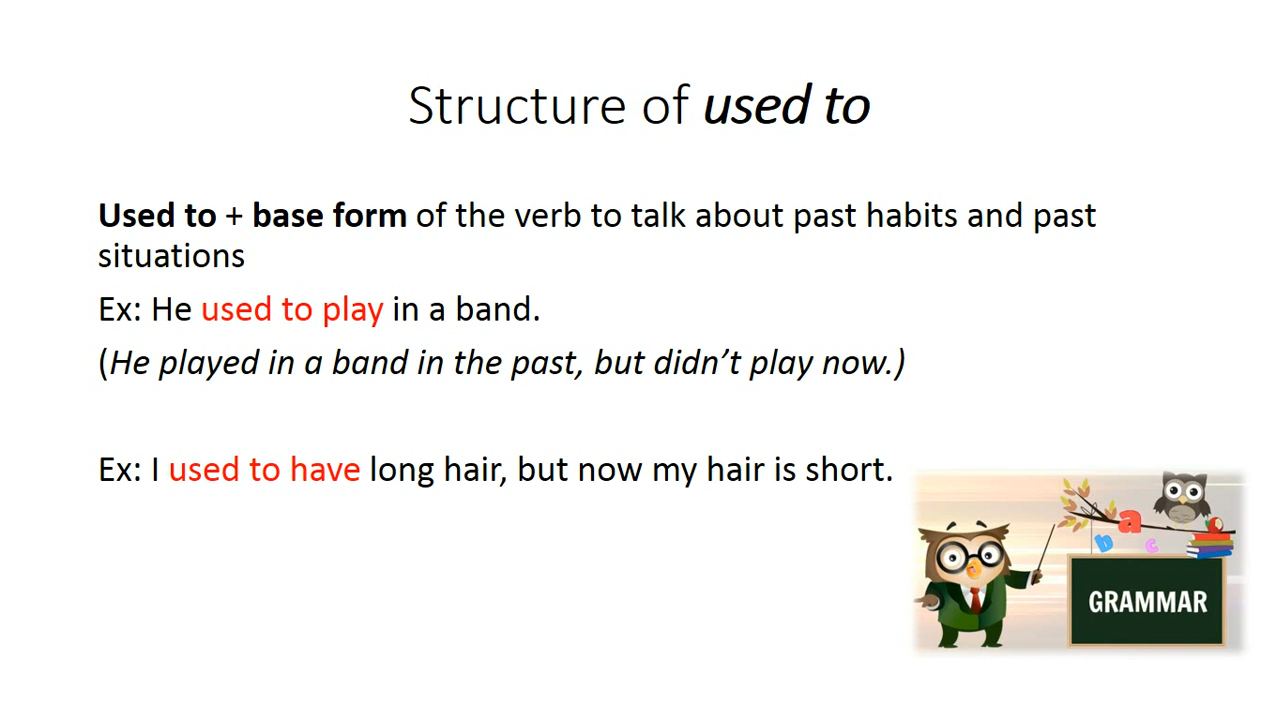 Structure of used to
Used to + base form of the verb to talk about past habits and past
situations
Ex: He used to play in a band.
(He played in a band in the past, but didn’t play now.)
Ex: I used to have long hair, but now my hair is short.
a
b
c
GRAMMAR